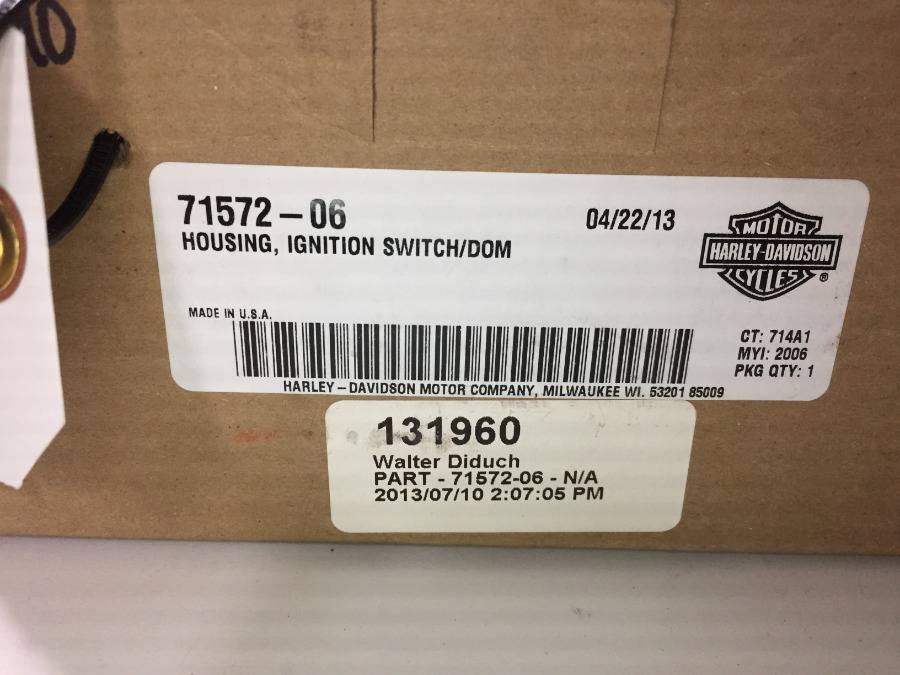 10
71572-06
04/22/13
HOUSING, IGNITION SWITCH/DOM
MOTOR
HARLEY-DAVIDSON
CYCLES
®
MADE IN U.S.A.
CT: 714A1
MYI: 2006
PKG QTY: 1
HARLEY-DAVIDSON MOTOR COMPANY, MILWAUKEE WI. 53201 85009
131960
Walter Diduch
PART - 71572-06 - N/A
2013/07/10 2:07:05 PM